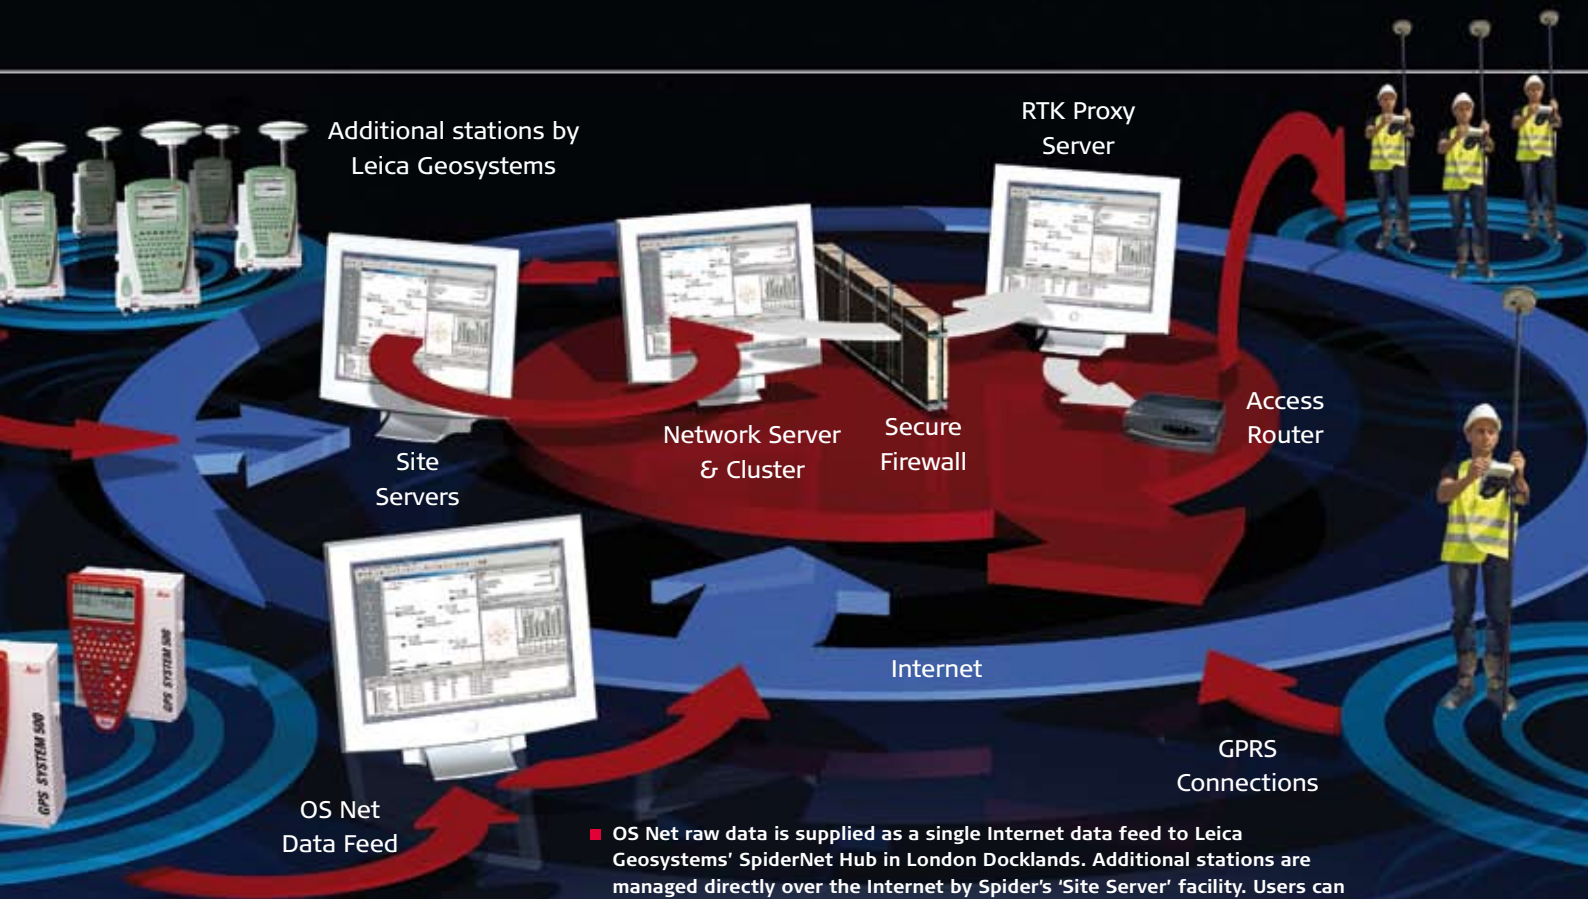 Additional stations by
Leica Geosystems
RTK Proxy
Server
Access
Router
Secure
Firewall
Network Server
& Cluster
Site
Servers
Internet
GPRS
Connections
GPS SYSTEM 500
GPS SYSTEM 500
OS Net
Data Feed
OS Net raw data is supplied as a single Internet data feed to Leica
Geosystems' SpiderNet Hub in London Docklands. Additional stations are
managed directly over the Internet by Spider's 'Site Server' facility. Users can